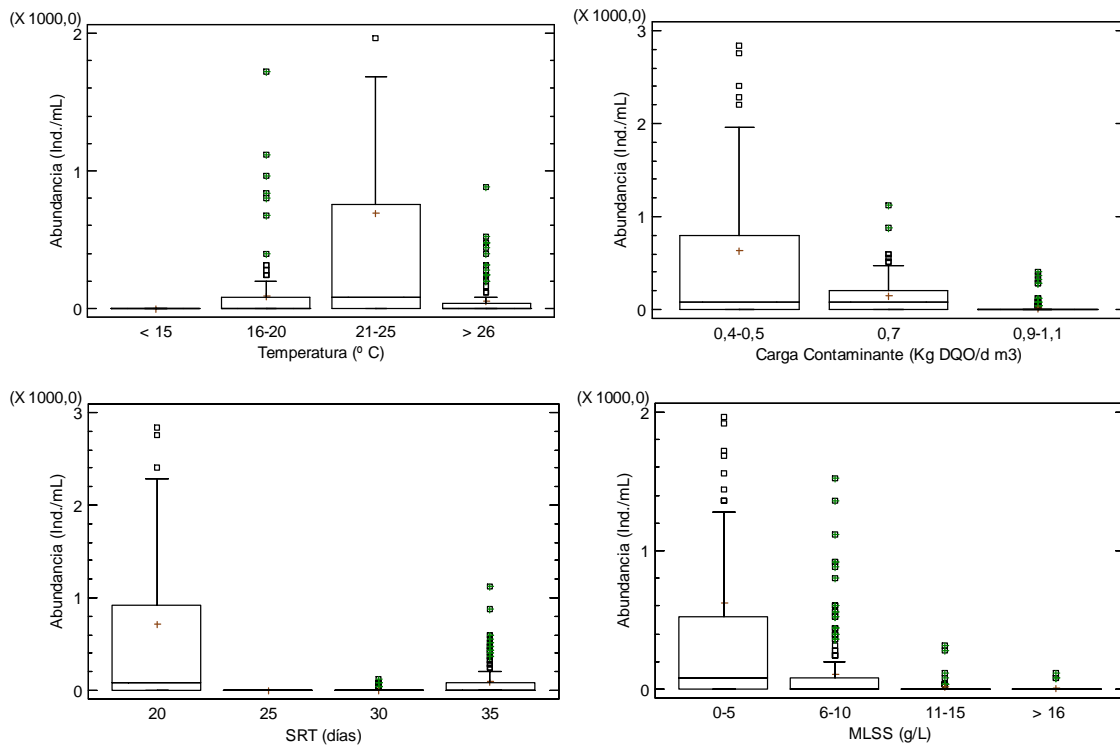 (X 1000,0)
Abundancia (Ind./mL)
2
1
0
< 15 16-20 21-25 > 26
Temperatura (º C)
(X 1000,0)
Abundancia (Ind./mL)
3
2
1
0
0,4-0,5 0,7 0,9-1,1
Carga Contaminante (Kg DQO/d m3)
(X 1000,0)
Abundancia (Ind./mL)
3
2
1
0
20 25 30 35
SRT (días)
(X 1000,0)
Abundancia (Ind./mL)
2
1
0
0-5 6-10 11-15 > 16
MLSS (g/L)